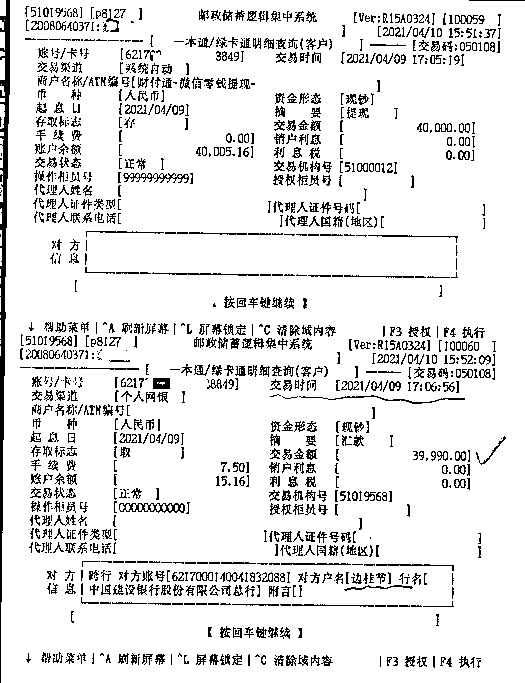 [51019568] [p8127 邮政储蓄逻辑集中系统 [Ver:R15A0324] [100059 ]
[2008064037]: ] [2021/04/10 15:51:37]
[ 一本通/绿卡通明细查询(客户) ] [交易码:050108]
账号/卡号 [6217 3849] 交易时间 [2021/04/09 17:05:19]
交易渠道 [系统自动 ]
商户名称/ATM编号[财付通-微信零钱提现-
币 种 [人民币] 资金形态 [现钞]
起 息 日 [2021/04/09] 摘 要 [提现 ]
存取标志 [存 ] 交易金额 [ 40,000.00]
手 续 费 [ 0.00] 销户利息 [ 0.00]
账户余额 [ 40,005.16] 利 息 税 [ 0.00]
交易状态 [正常 ] 交易机构号 [51000012]
操作柜员号 [99999999999] 授权柜员号 [ ]
代理人姓名 [ ]
代理人证件类型[ ]代理人证件号码[ ]
代理人联系电话[ ]代理人国籍(地区)[ ]
对 方
信 息
[ ]
按回车键继续 】
↓ 帮助菜单 | ^A 刷新屏幕 | ^L 屏幕锁定 | ^C 清除域内容 | F3 授权 | F4 执行
[51019568] [p8127 ] 邮政储蓄逻辑集中系统 [Ver:R15A0324] [100060 ]
[2008064037]: ] [2021/04/10 15:52:09]
[ 一本通/绿卡通明细查询(客户) ] [交易码:050108]
账号/卡号 [6217 8849] 交易时间 [2021/04/09 17:06:56]
交易渠道 [个人网银 ]
商户名称/ATM编号[ ]
币 种 [人民币] 资金形态 [现钞]
起 息 日 [2021/04/09] 摘 要 [汇款 ]
存取标志 [取 ] 交易金额 [ 39,990.00]
手 续 费 [ 7.50] 销户利息 [ 0.00]
账户余额 [ 15.16] 利 息 税 [ 0.00]
交易状态 [正常 ] 交易机构号 [51019568]
操作柜员号 [00000000000] 授权柜员号 [ ]
代理人姓名 [ ]
代理人证件类型[ ]代理人证件号码[ ]
代理人联系电话[ ]代理人国籍(地区)[ ]
对 方 跨行 对方账号[6217000140041832088] 对方户名[边桂节] 行名[
信 息 中国建设银行股份有限公司总行] 附言[]
[ ]
【 按回车键继续 】
↓ 帮助菜单 | ^A 刷新屏幕 | ^L 屏幕锁定 | ^C 清除域内容 | F3 授权 | F4 执行